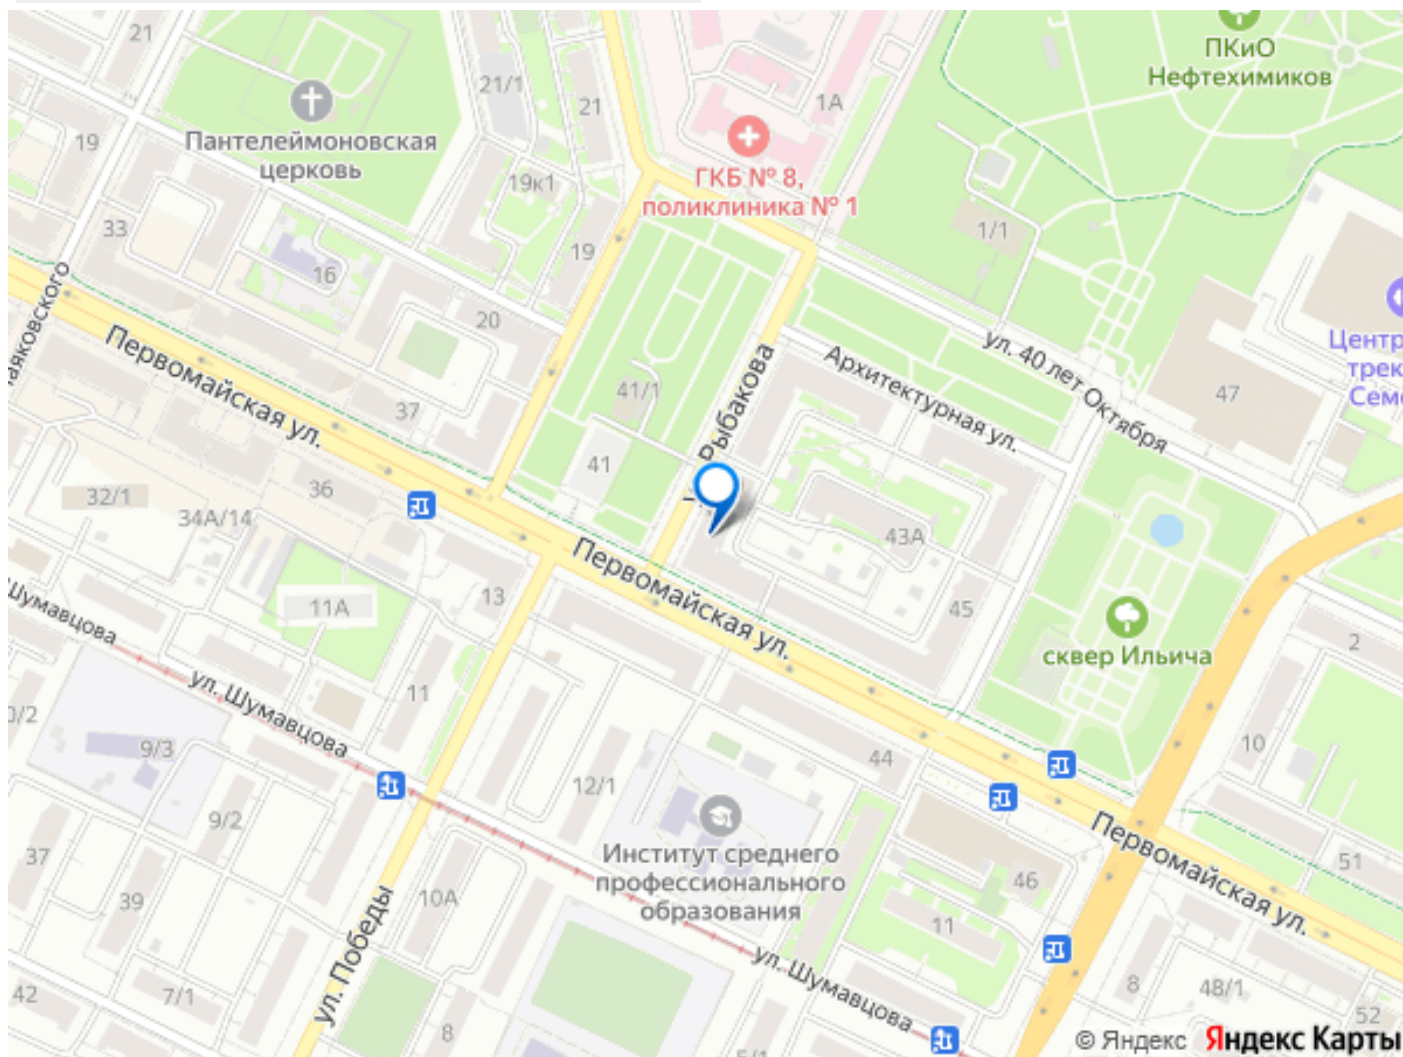 21
ПКиО
Нефтехимиков
21/1
21
1А
19
Пантелеймоновская
церковь
19к1
ГКБ № 8,
поликлиника № 1
33
16
19
1/1
20
Первомайская ул.
ул. 40 лет Октября
Архитектурная ул.
Рыбакова
47
37
41/1
41
36
32/1
34А/14
43А
Первомайская ул.
11А
13
45
сквер Ильича
2
Шумавцова
ул. Шумавцова
11
9/3
10
44
12/1
9/2
Институт среднего
профессионального
образования
Первомайская ул.
37
39
10А
46
51
11
ул. Победы
ул. Шумавцова
42
7/1
8
8
48/1
52
© Яндекс Яндекс Карты